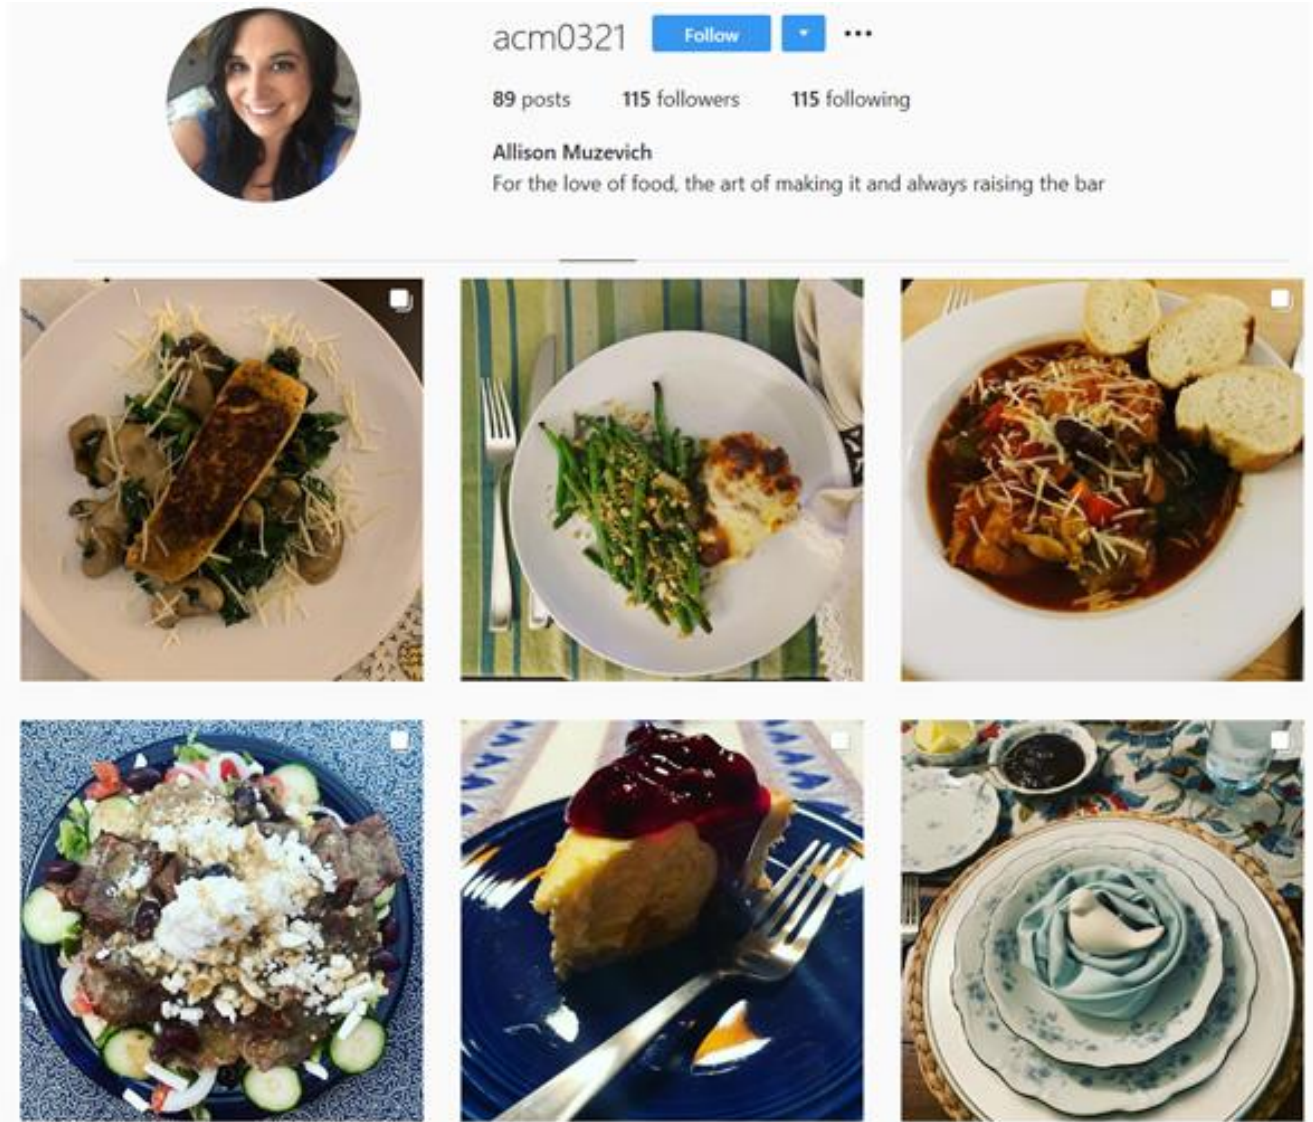 acm0321 Follow
89 posts 115 followers 115 following
Allison Muzevich
For the love of food, the art of making it and always raising the bar